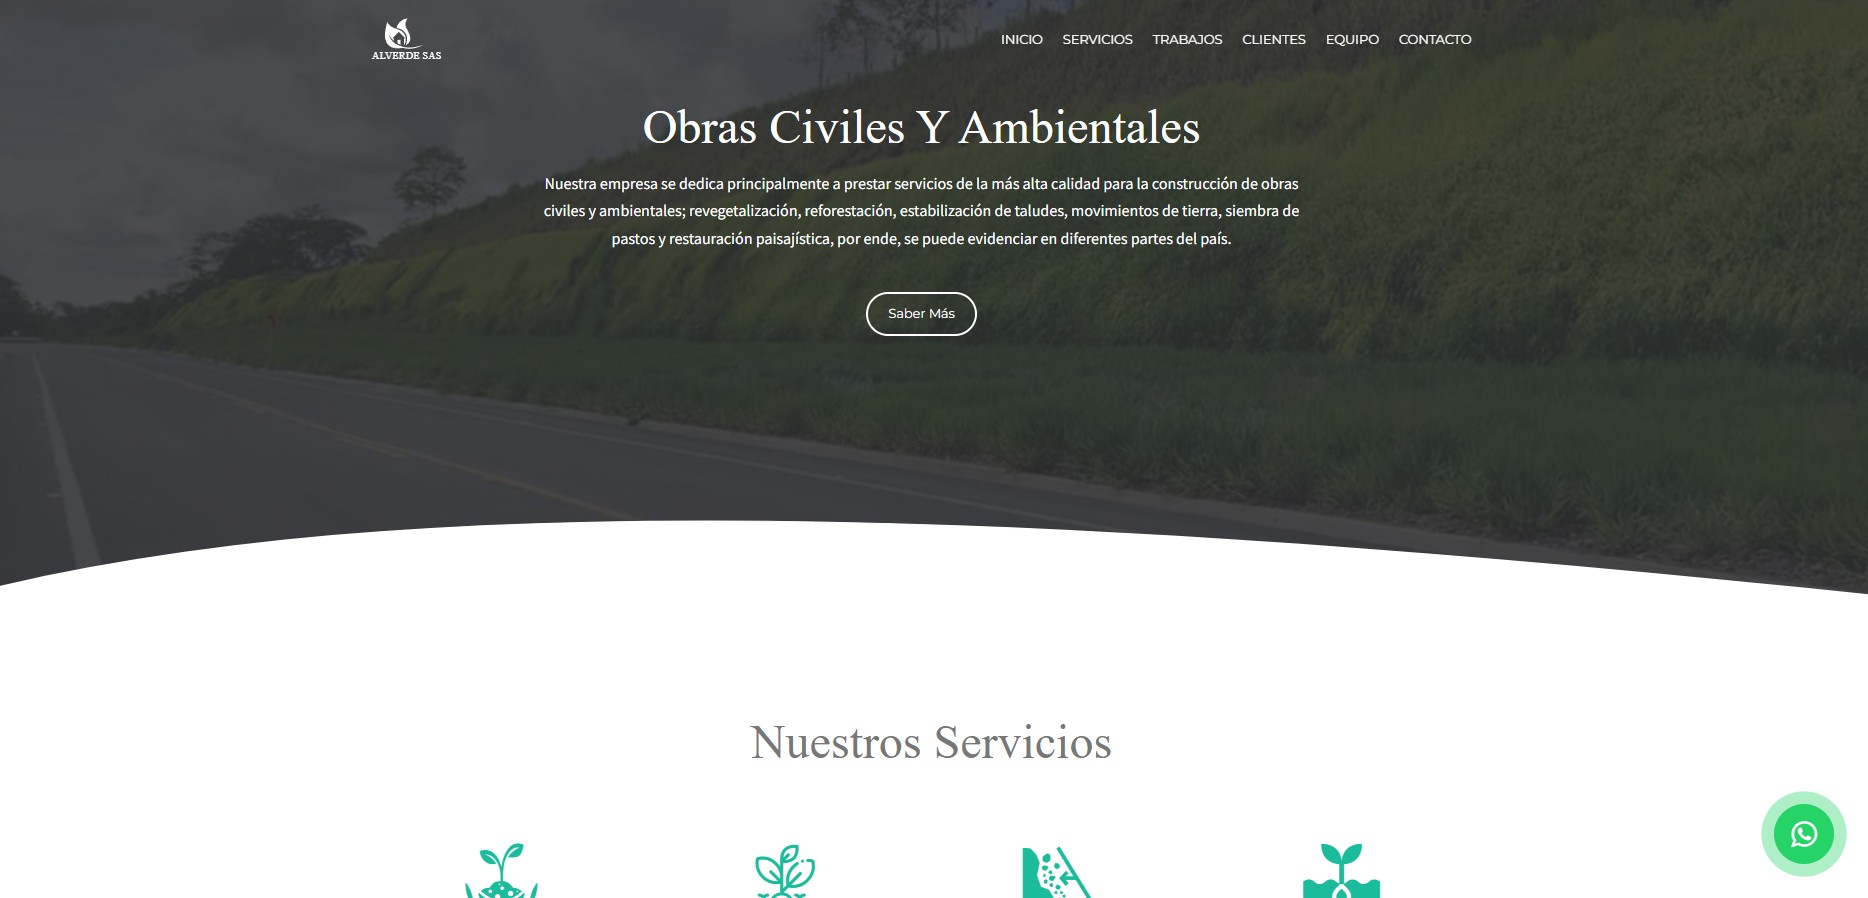 ALVERDE SAS
INICIO SERVICIOS TRABAJOS CLIENTES EQUIPO CONTACTO
Obras Civiles Y Ambientales
Nuestra empresa se dedica principalmente a prestar servicios de la más alta calidad para la construcción de obras
civiles y ambientales; revegetalización, reforestación, estabilización de taludes, movimientos de tierra, siembra de
pastos y restauración paisajística, por ende, se puede evidenciar en diferentes partes del país.
Saber Más
Nuestros Servicios